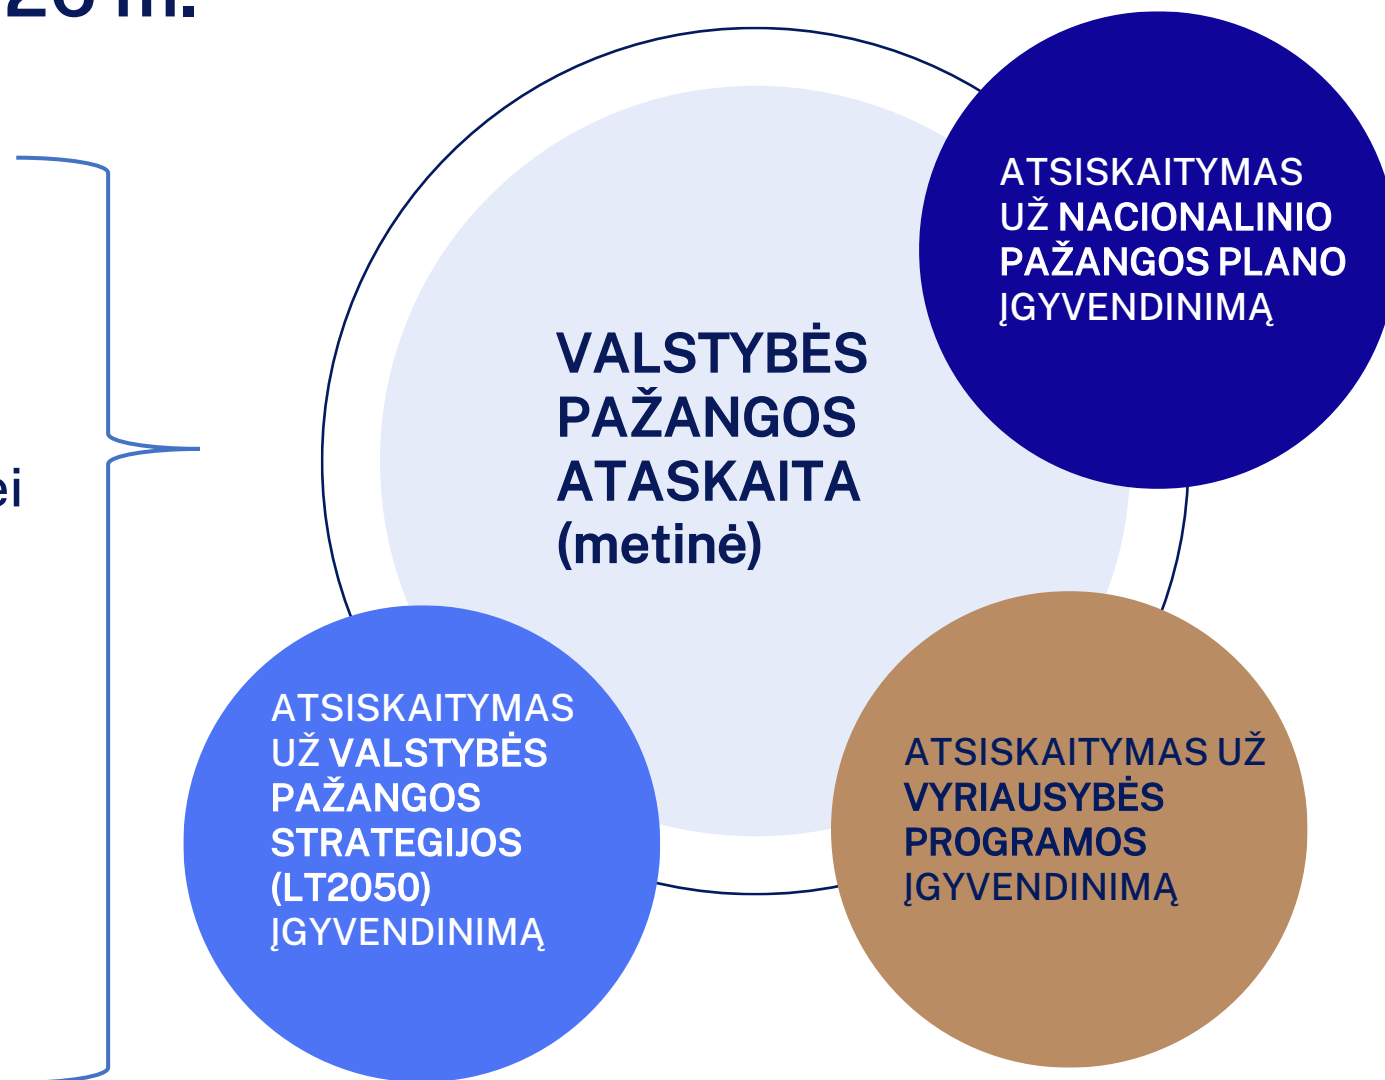 ATSISKAITYMAS
UŽ NACIONALINIO
PAŽANGOS PLANO
ĮGYVENDINIMĄ
VALSTYBĖS
PAŽANGOS
ATASKAITA
(metinė)
ATSISKAITYMAS
UŽ VALSTYBĖS
PAŽANGOS
STRATEGIJOS
(LT2050)
ĮGYVENDINIMĄ
ATSISKAITYMAS UŽ
VYRIAUSYBĖS
PROGRAMOS
ĮGYVENDINIMĄ